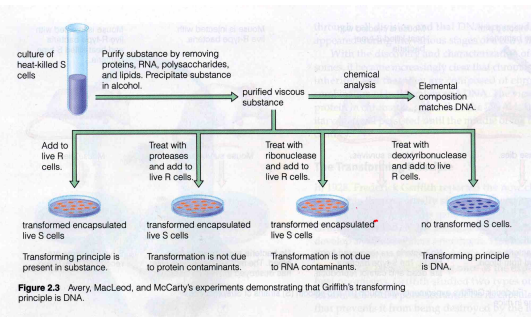 culture of
heat-killed S
cells
Purify substance by removing
proteins, RNA, polysaccharides,
and lipids. Precipitate substance
in alcohol.
purified viscous
substance
chemical
analysis
Elemental
composition
matches DNA.
Add to
live R
cells.
Treat with
proteases and add to
live R cells.
Treat with
ribonuclease and add to
live R cells.
Treat with
deoxyribonuclease and add to live
R cells.
transformed encapsulated
live S cells
transformed encapsulated
live S cells
transformed encapsulated
live S cells
no transformed S cells.
Transforming principle is
present in substance.
Transformation is not due
to protein contaminants.
Transformation is not due
to RNA contaminants.
Transforming principle
is DNA.
Figure 2.3 Avery, MacLeod, and McCarty's experiments demonstrating that Griffith's transforming
principle is DNA.